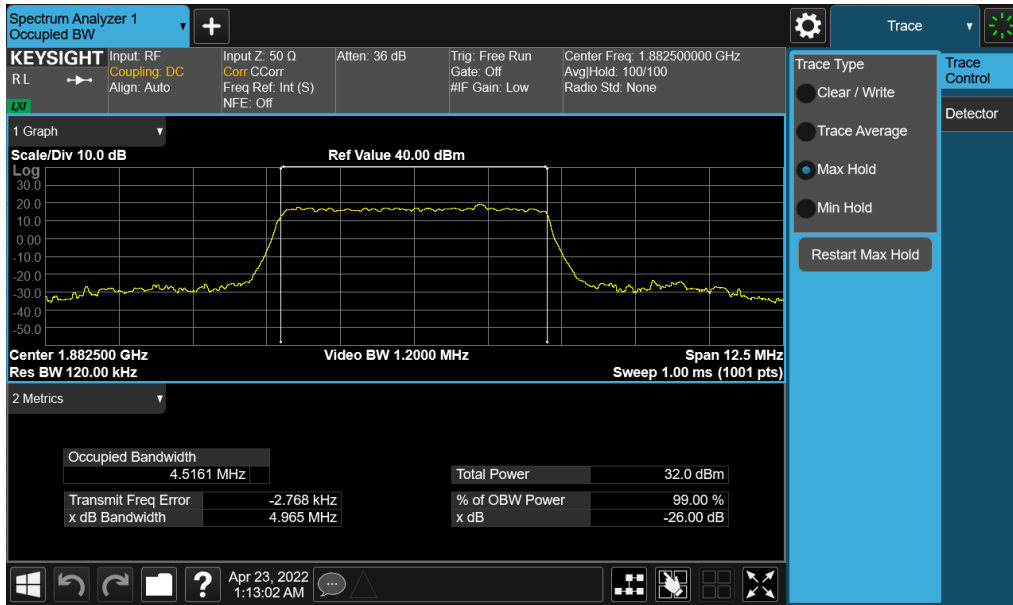 Spectrum Analyzer 1
Occupied BW
+
Trace
KEYSIGHT
R L
LXI
Input: RF
Coupling: DC
Align: Auto
Input Z: 50 Ω
Corr CCorr
Freq Ref: Int (S)
NFE: Off
Atten: 36 dB
Trig: Free Run
Gate: Off
#IF Gain: Low
Center Freq: 1.882500000 GHz
Avg|Hold: 100/100
Radio Std: None
Trace Type
Clear / Write
Trace Average
Max Hold
Min Hold
Restart Max Hold
Trace
Control
Detector
1 Graph
Scale/Div 10.0 dB
Ref Value 40.00 dBm
Log
30.0
20.0
10.0
0.00
-10.0
-20.0
-30.0
-40.0
-50.0
Center 1.882500 GHz
Video BW 1.2000 MHz
Span 12.5 MHz
Res BW 120.00 kHz
Sweep 1.00 ms (1001 pts)
2 Metrics
Occupied Bandwidth
4.5161 MHz
Total Power 32.0 dBm
Transmit Freq Error -2.768 kHz
% of OBW Power 99.00 %
x dB Bandwidth 4.965 MHz
x dB -26.00 dB
?
Apr 23, 2022
1:13:02 AM